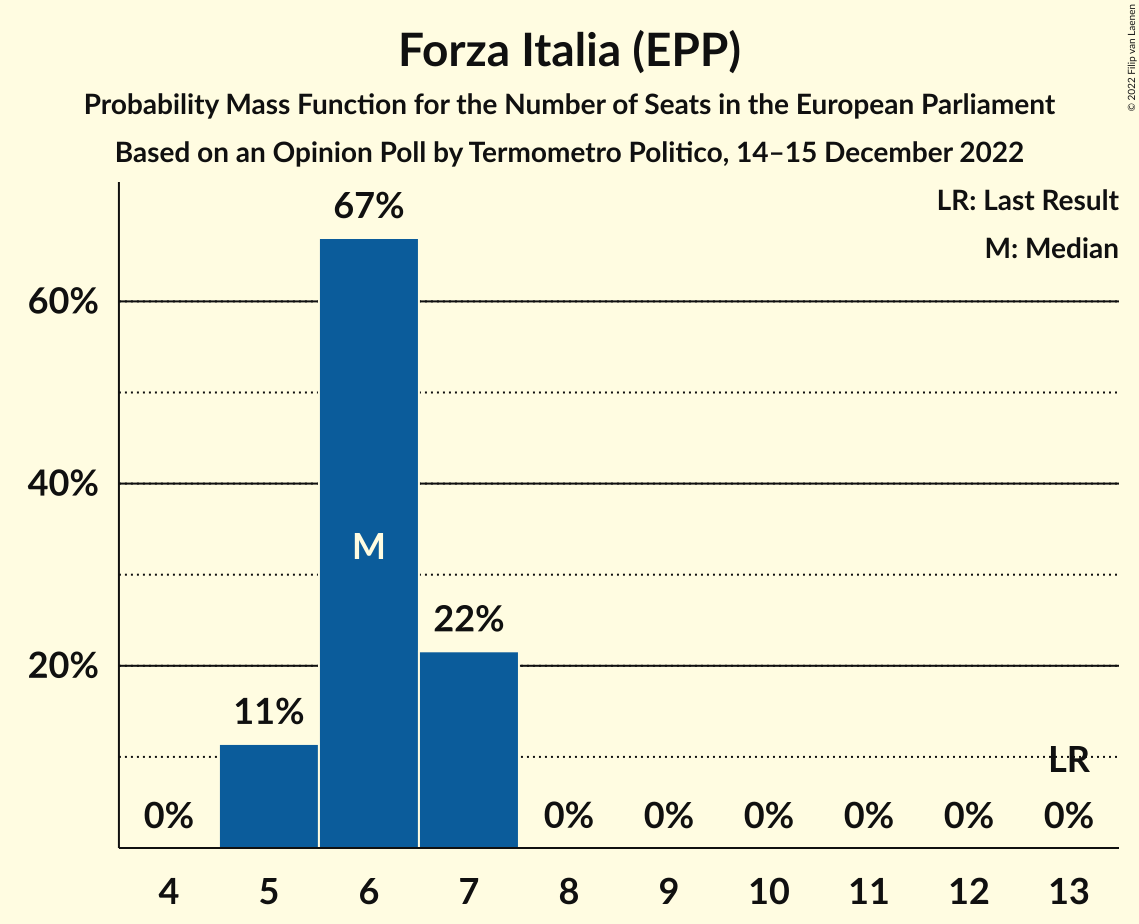 Forza Italia (EPP)
Probability Mass Function for the Number of Seats in the European Parliament
Based on an Opinion Poll by Termometro Politico, 14–15 December 2022
© 2022 Filip van Laenen
LR: Last Result
M: Median
67%
60%
40%
M
22%
20%
11%
LR
0% 0% 0% 0% 0% 0% 0%
4 5 6 7 8 9 10 11 12 13